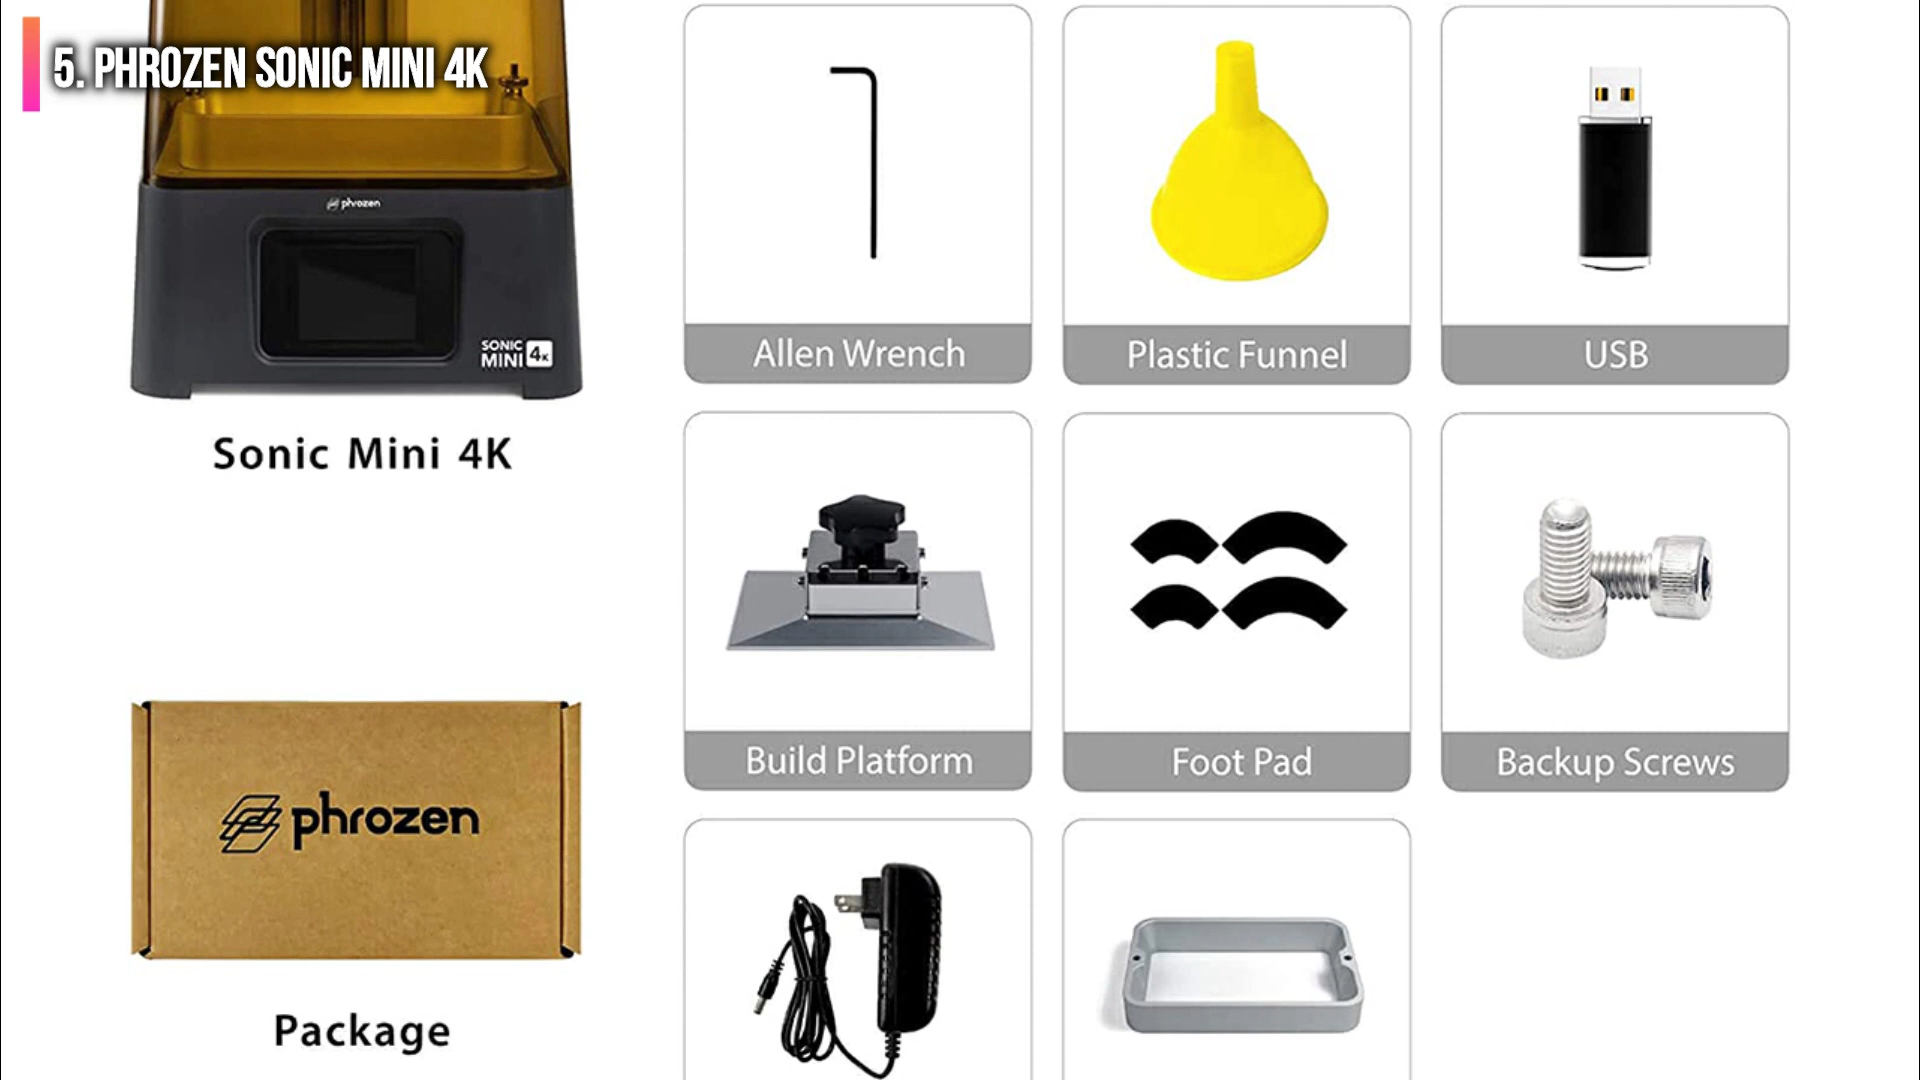 5. PHROZEN SONIC MINI 4K
phrozen
SONIC
MINI 4K
Sonic Mini 4K
phrozen
Package
Allen Wrench
Plastic Funnel
USB
Build Platform
Foot Pad
Backup Screws